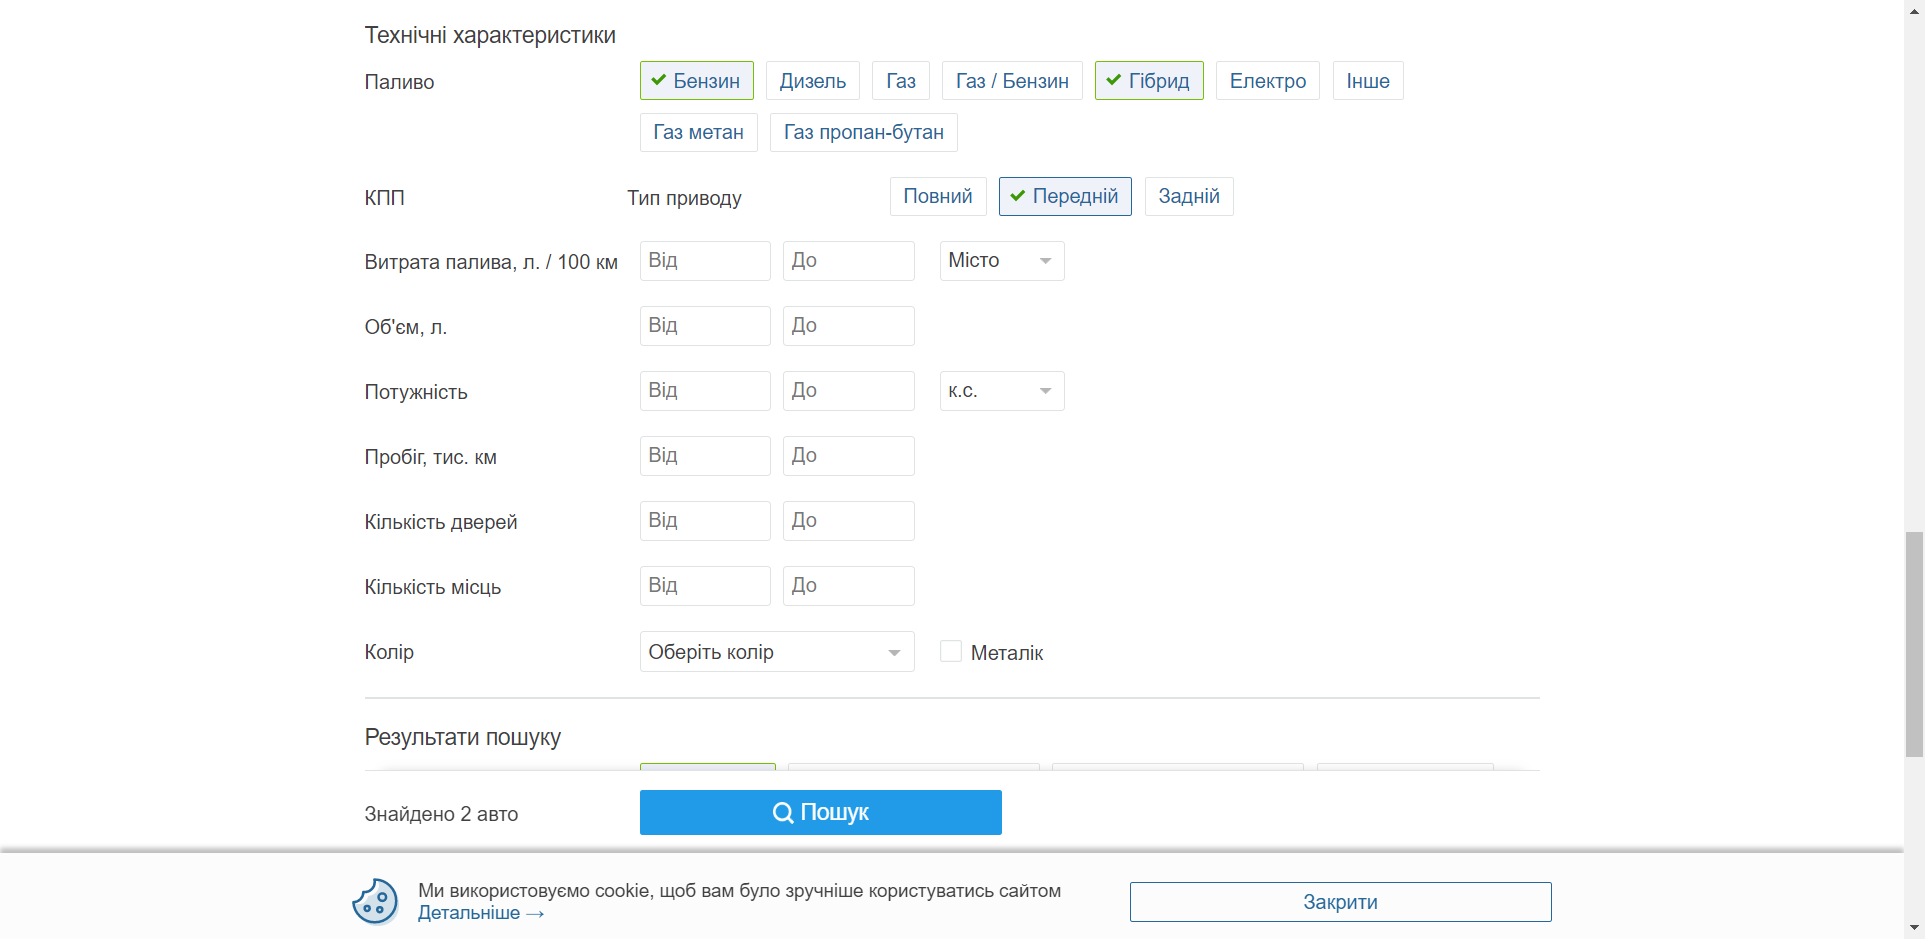 Технічні характеристики
Паливо
Бензин Дизель Газ Газ / Бензин Гібрид Електро Інше
Газ метан Газ пропан-бутан
КПП Тип приводу Повний Передній Задній
Витрата палива, л. / 100 км Від До Місто
Об'єм, л. Від До
Потужність Від До к.с.
Пробіг, тис. км Від До
Кількість дверей Від До
Кількість місць Від До
Колір Оберіть колір Металік
Результати пошуку
Знайдено 2 авто Пошук
Ми використовуємо cookie, щоб вам було зручніше користуватись сайтом
Детальніше →
Закрити